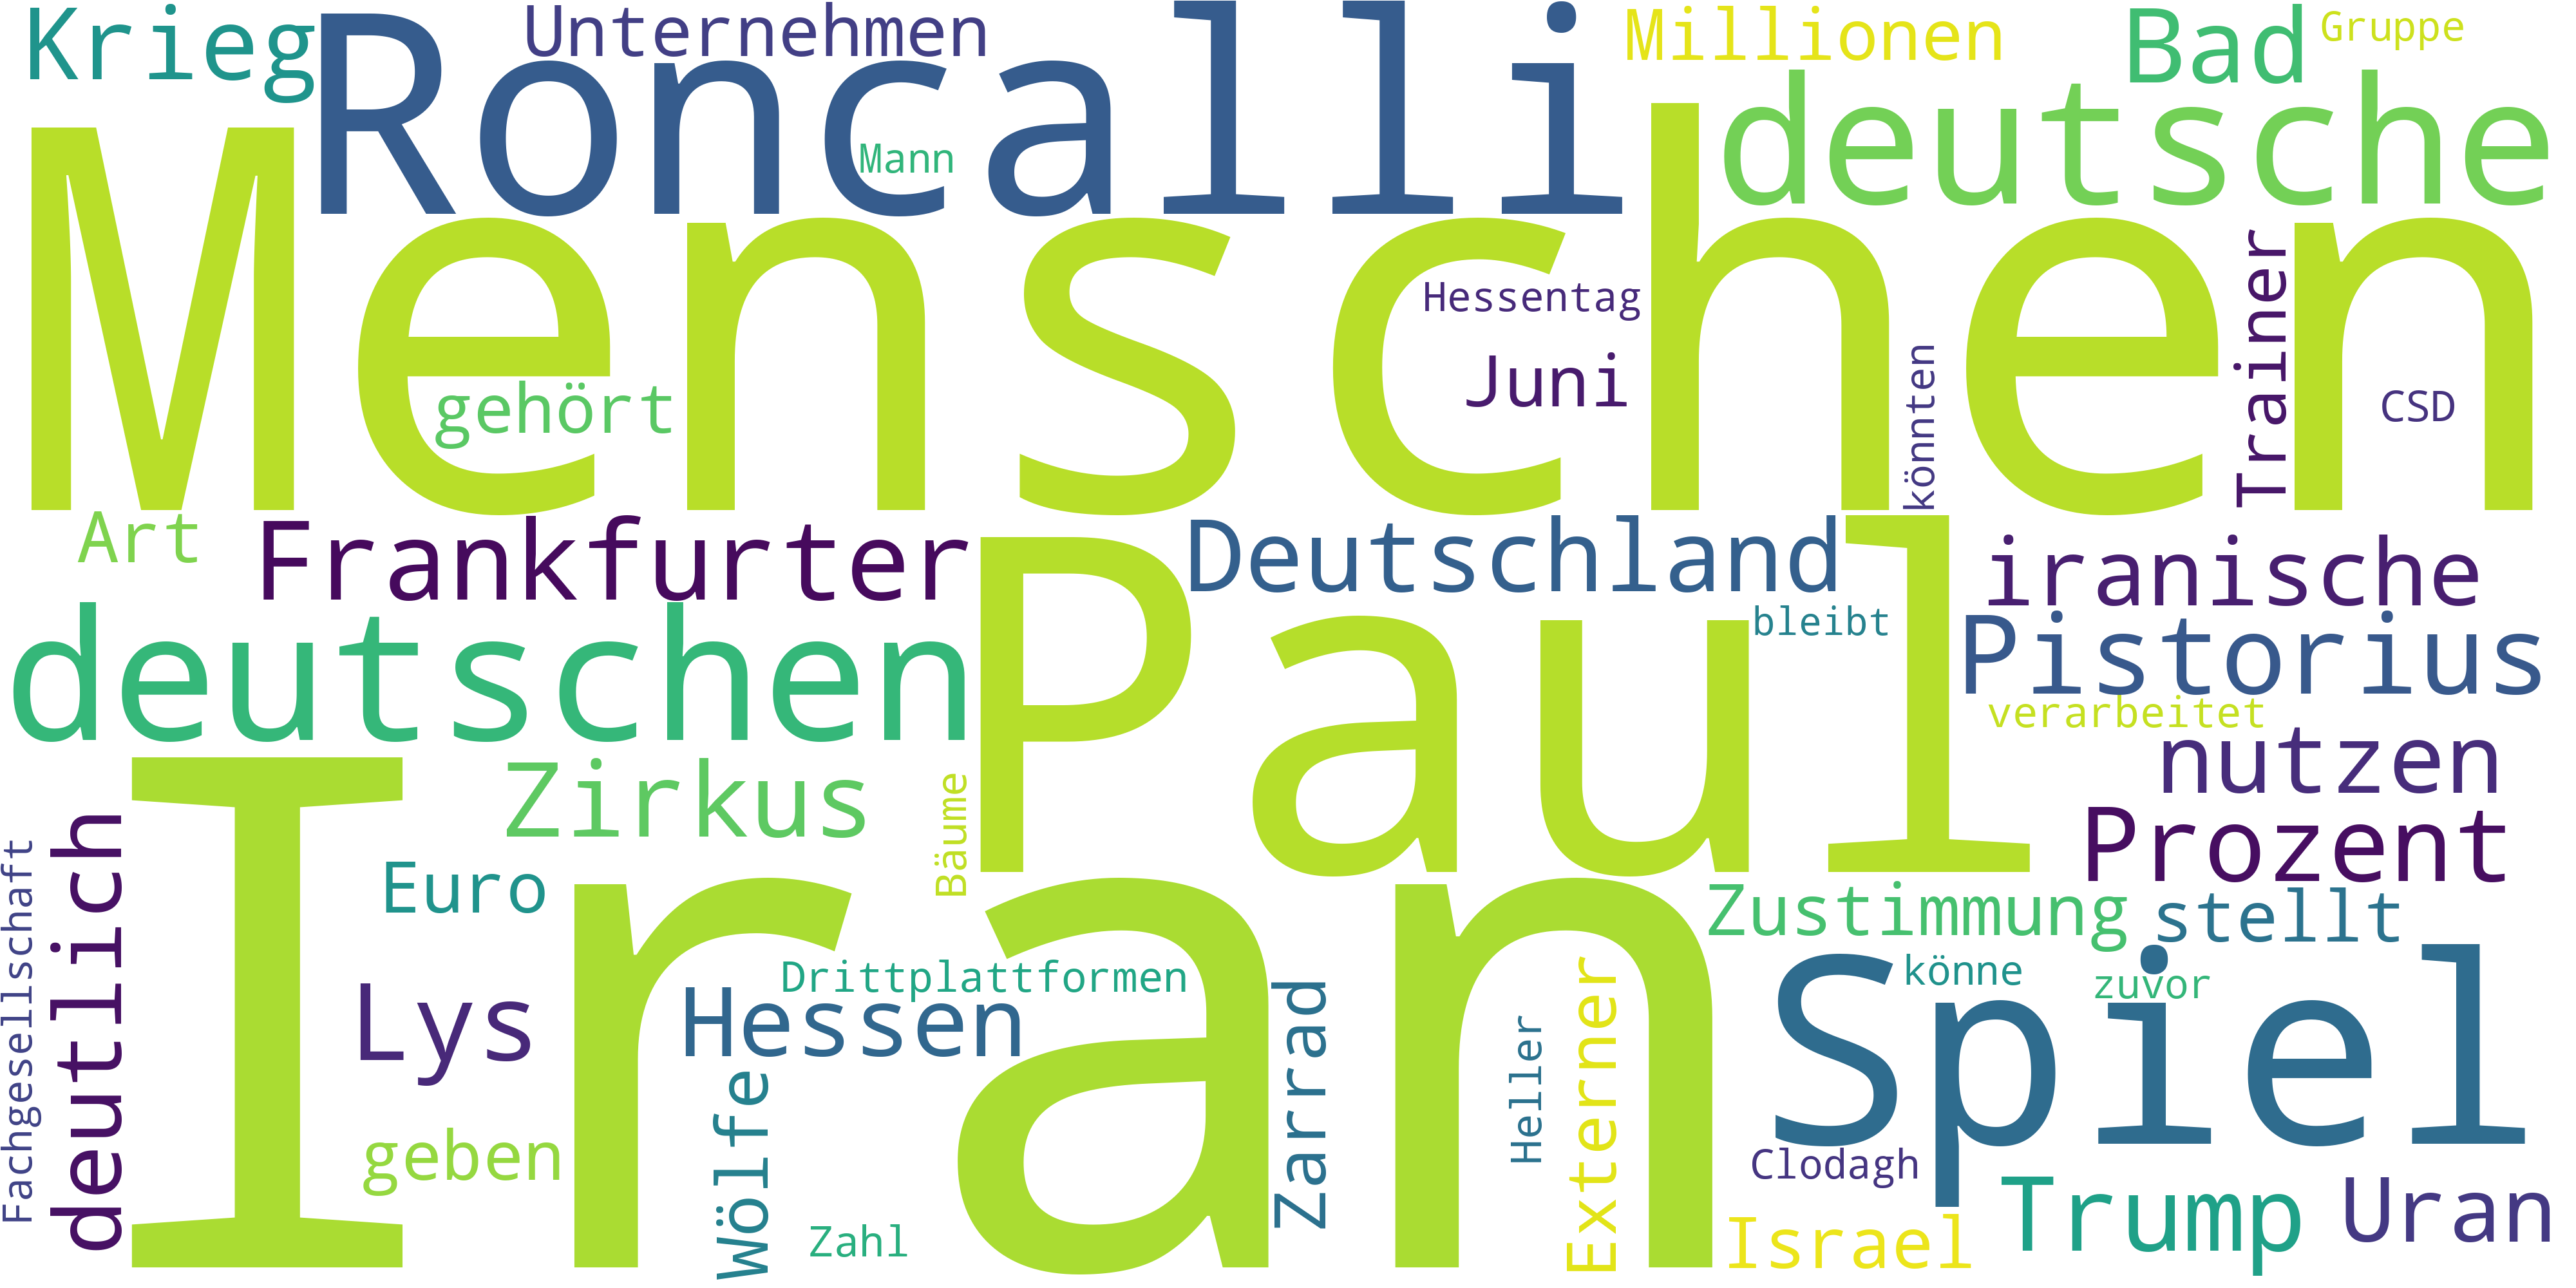 Krieg
Roncalli
Unternehmen
Millionen
Bad
Gruppe
deutsche
Mann
Menschen
Hessentag
Juni
gehört
könnten
Trainer
CSD
Art
Frankfurter
Deutschland
iranische
deutschen
Paul
bleibt
Pistorius
verarbeitet
nutzen
Zirkus
Bäume
Prozent
Fachgesellschaft
deutlich
Iran
Euro
Zustimmung
stellt
Lys
Drittplattformen
Hessen
Zarrad
Heller
Externer
könne
zuvor
Spiel
geben
Wölfe
Zahl
Clodagh
Israel
Trump
Uran